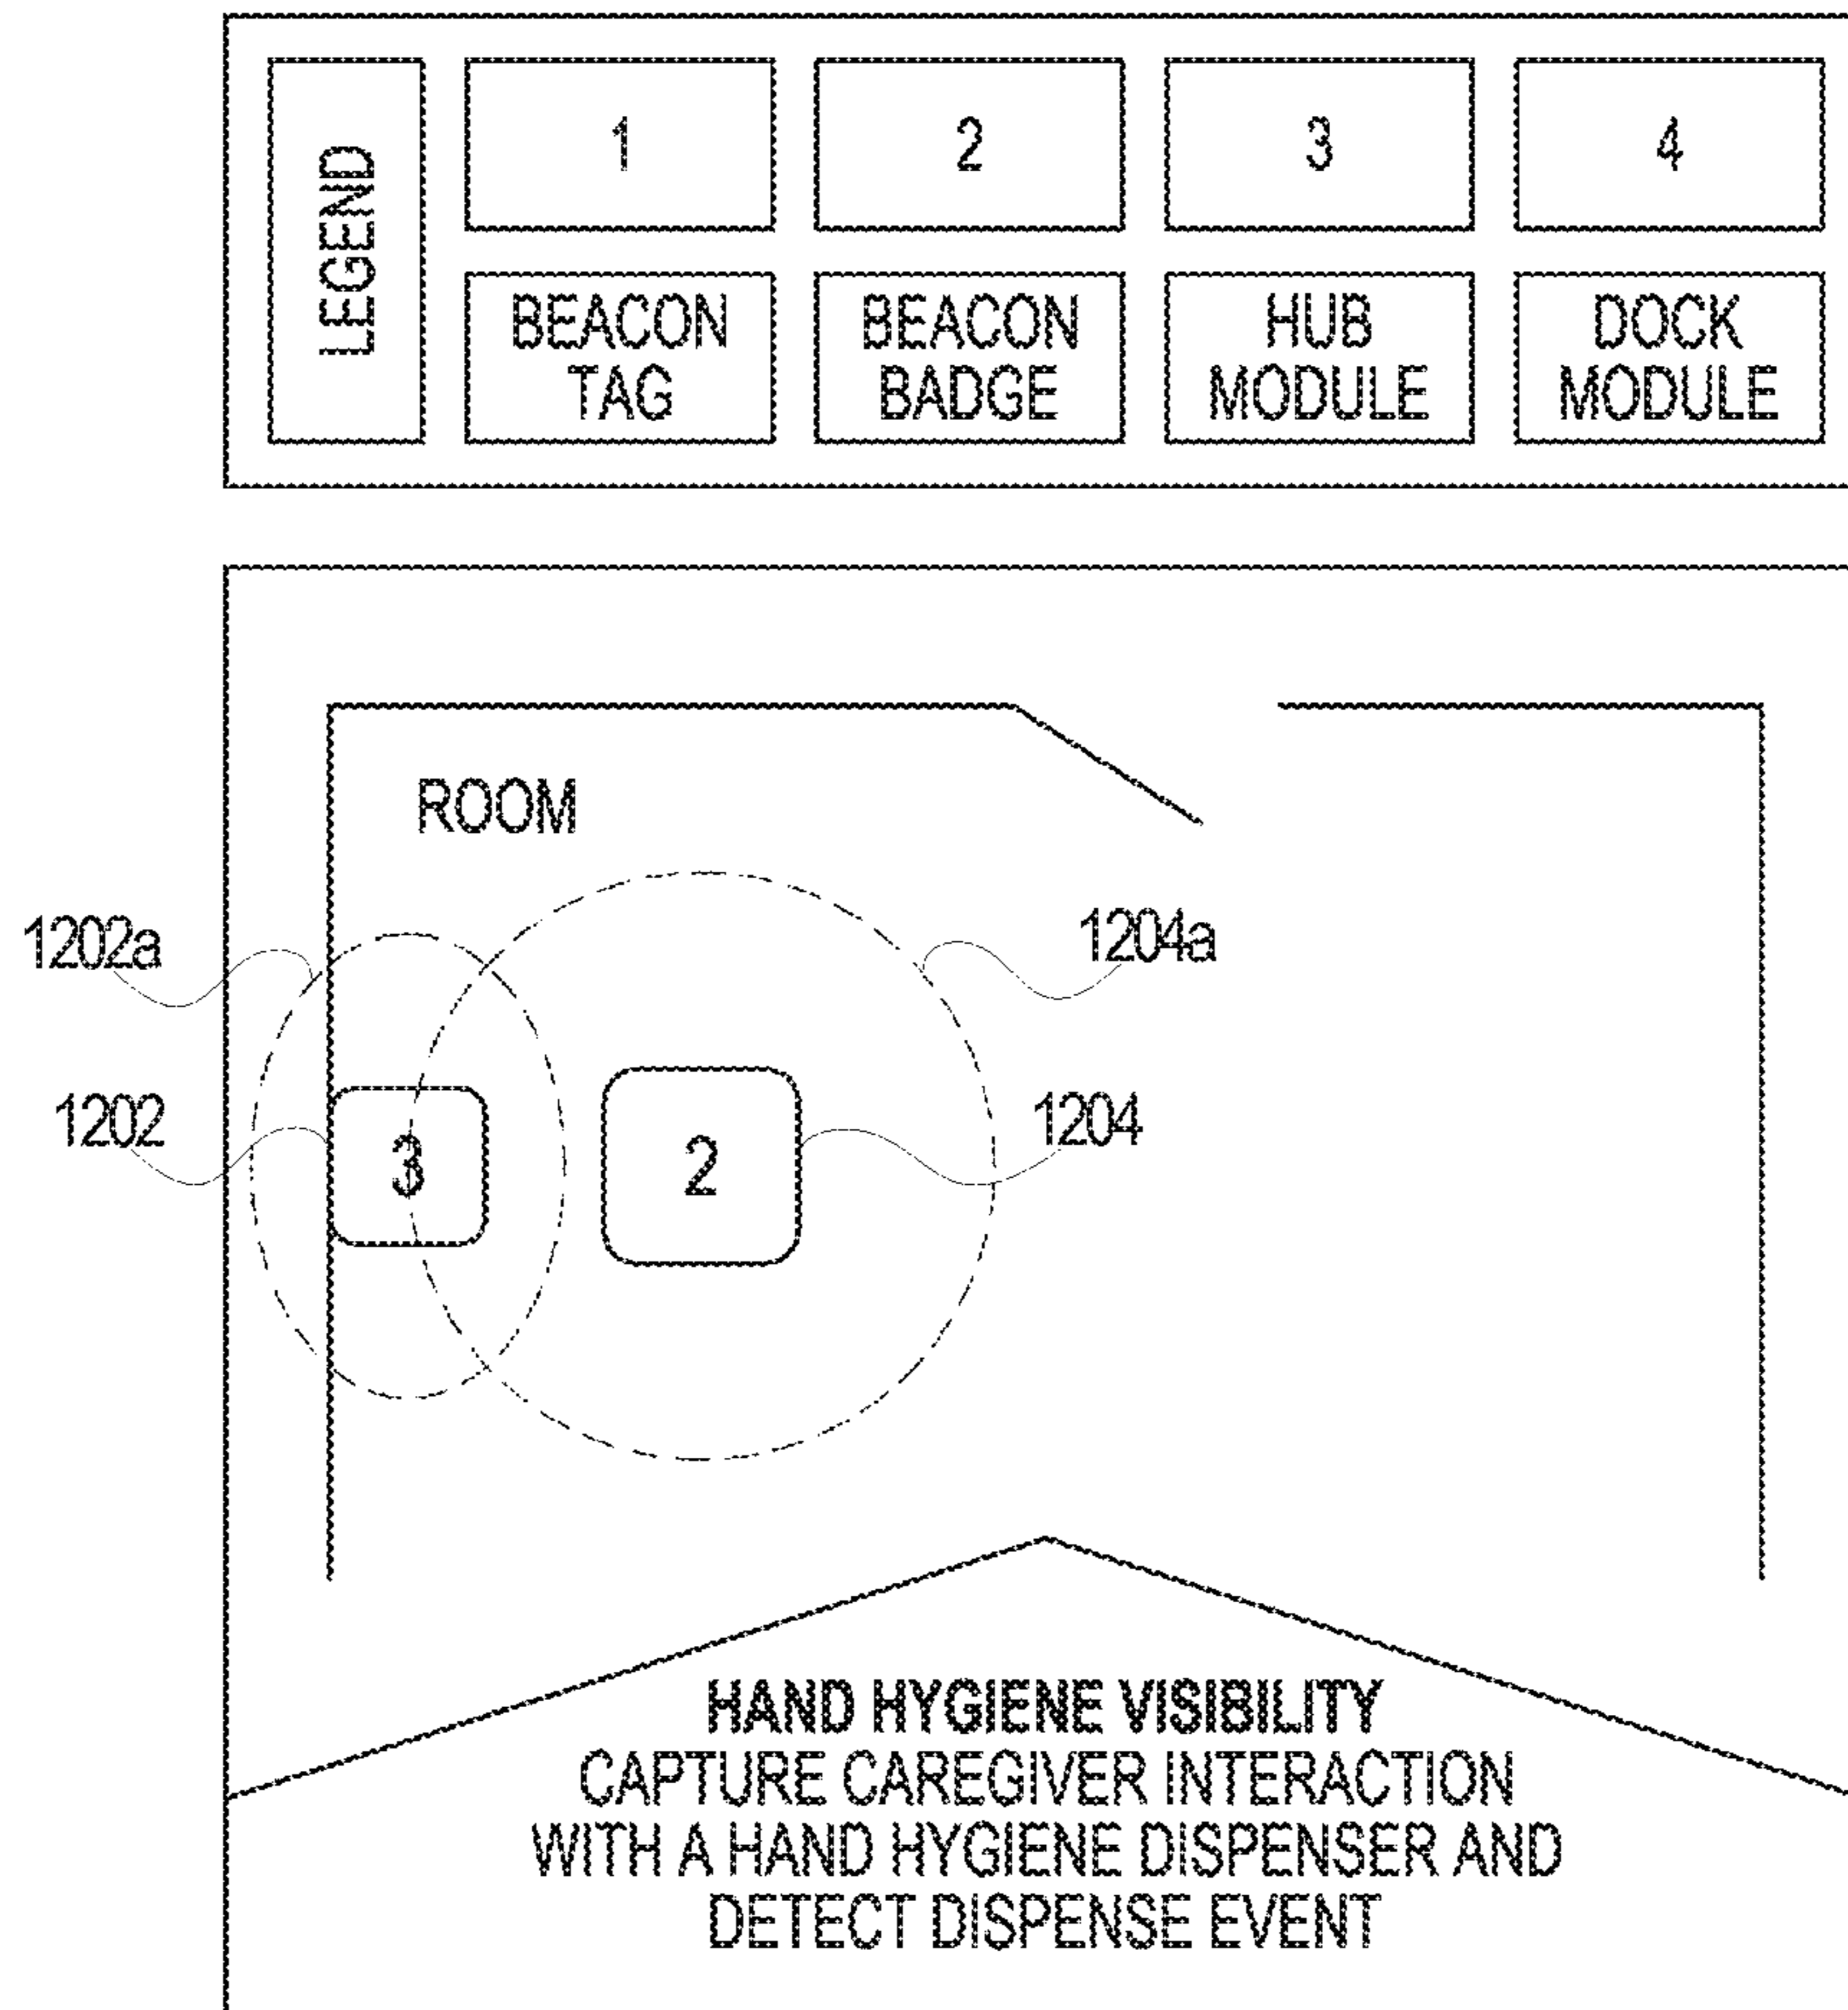 LEGEND
1 2 3 4
BEACON TAG
BEACON BADGE
HUB MODULE
DOCK MODULE
ROOM
1202a
1204a
1202
3
2
1204
HAND HYGIENE VISIBILITY
CAPTURE CAREGIVER INTERACTION
WITH A HAND HYGIENE DISPENSER AND
DETECT DISPENSE EVENT